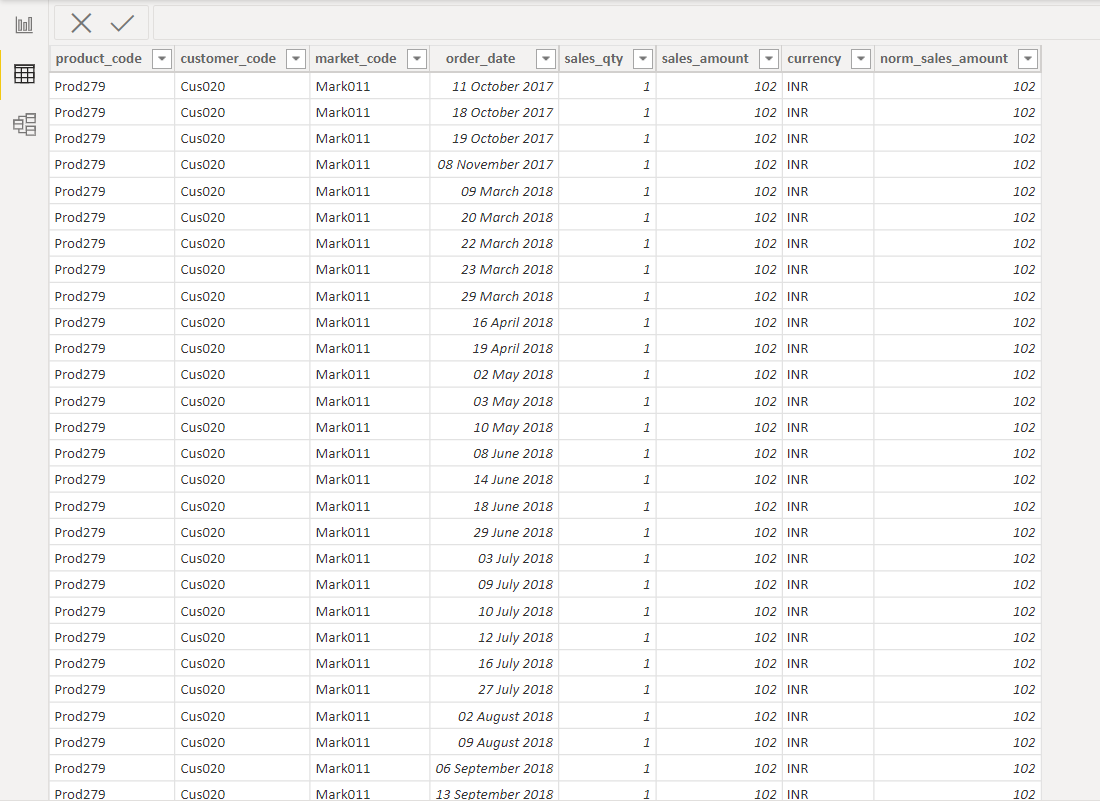 product_code customer_code market_code order_date sales_qty sales_amount currency norm_sales_amount
Prod279 Cus020 Mark011 11 October 2017 1 102 INR 102
Prod279 Cus020 Mark011 18 October 2017 1 102 INR 102
Prod279 Cus020 Mark011 19 October 2017 1 102 INR 102
Prod279 Cus020 Mark011 08 November 2017 1 102 INR 102
Prod279 Cus020 Mark011 09 March 2018 1 102 INR 102
Prod279 Cus020 Mark011 20 March 2018 1 102 INR 102
Prod279 Cus020 Mark011 22 March 2018 1 102 INR 102
Prod279 Cus020 Mark011 23 March 2018 1 102 INR 102
Prod279 Cus020 Mark011 29 March 2018 1 102 INR 102
Prod279 Cus020 Mark011 16 April 2018 1 102 INR 102
Prod279 Cus020 Mark011 19 April 2018 1 102 INR 102
Prod279 Cus020 Mark011 02 May 2018 1 102 INR 102
Prod279 Cus020 Mark011 03 May 2018 1 102 INR 102
Prod279 Cus020 Mark011 10 May 2018 1 102 INR 102
Prod279 Cus020 Mark011 08 June 2018 1 102 INR 102
Prod279 Cus020 Mark011 14 June 2018 1 102 INR 102
Prod279 Cus020 Mark011 18 June 2018 1 102 INR 102
Prod279 Cus020 Mark011 29 June 2018 1 102 INR 102
Prod279 Cus020 Mark011 03 July 2018 1 102 INR 102
Prod279 Cus020 Mark011 09 July 2018 1 102 INR 102
Prod279 Cus020 Mark011 10 July 2018 1 102 INR 102
Prod279 Cus020 Mark011 12 July 2018 1 102 INR 102
Prod279 Cus020 Mark011 16 July 2018 1 102 INR 102
Prod279 Cus020 Mark011 27 July 2018 1 102 INR 102
Prod279 Cus020 Mark011 02 August 2018 1 102 INR 102
Prod279 Cus020 Mark011 09 August 2018 1 102 INR 102
Prod279 Cus020 Mark011 06 September 2018 1 102 INR 102
Prod279 Cus020 Mark011 13 September 2018 1 102 INR 102